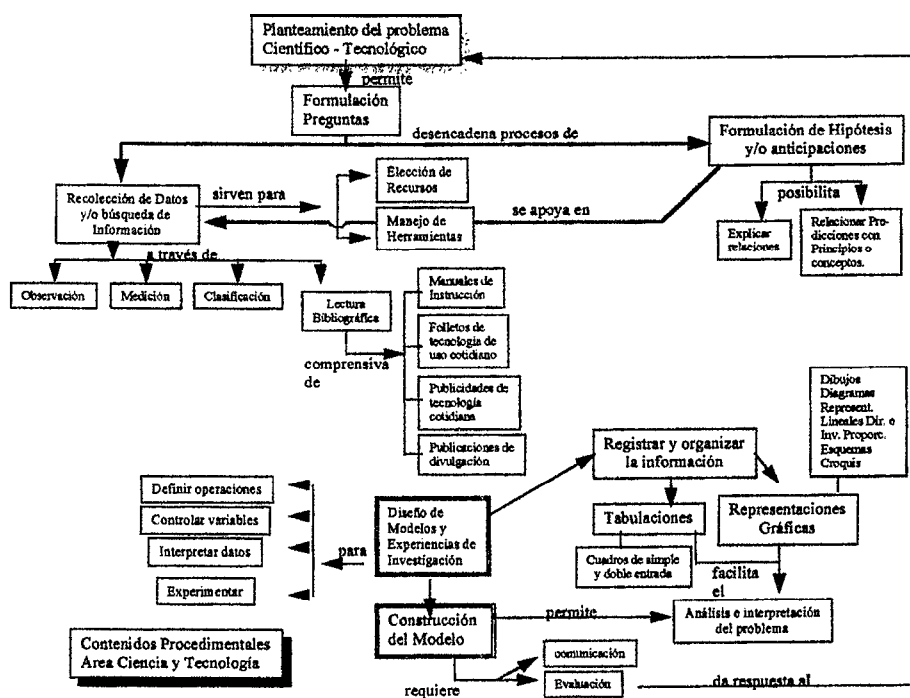 Planteamiento del problema
Científico - Tecnológico
permite
Formulación
Preguntas
desencadena procesos de
Formulación de Hipótesis
y/o anticipaciones
Recolección de Datos
y/o búsqueda de
Información
sirven para
Elección de
Recursos
Manejo de
Herramientas
se apoya en
posibilita
Explicar
relaciones
Relacionar Pre-
dicciones con
Principios o
conceptos.
a través de
Observación
Medición
Clasificación
Lectura
Bibliográfica
comprensiva
de
Manuales de
Instrucción
Folletos de
tecnología de
uso cotidiano
Publicidades de
tecnología
cotidiana
Publicaciones de
divulgación
Dibujos
Diagramas
Represent.
Lineales Dir. e
Inv. Proporc.
Esquemas
Croquis
Registrar y organizar
la información
Tabulaciones
Representaciones
Gráficas
Cuadros de simple
y doble entrada
facilita
el
Definir operaciones
Controlar variables
Interpretar datos
Experimentar
para
Diseño de
Modelos y
Experiencias de
Investigación
Construcción
del Modelo
permite
Análisis e interpretación
del problema
Contenidos Procedimentales
Area Ciencia y Tecnología
requiere
comunicación
Evaluación
da respuesta al